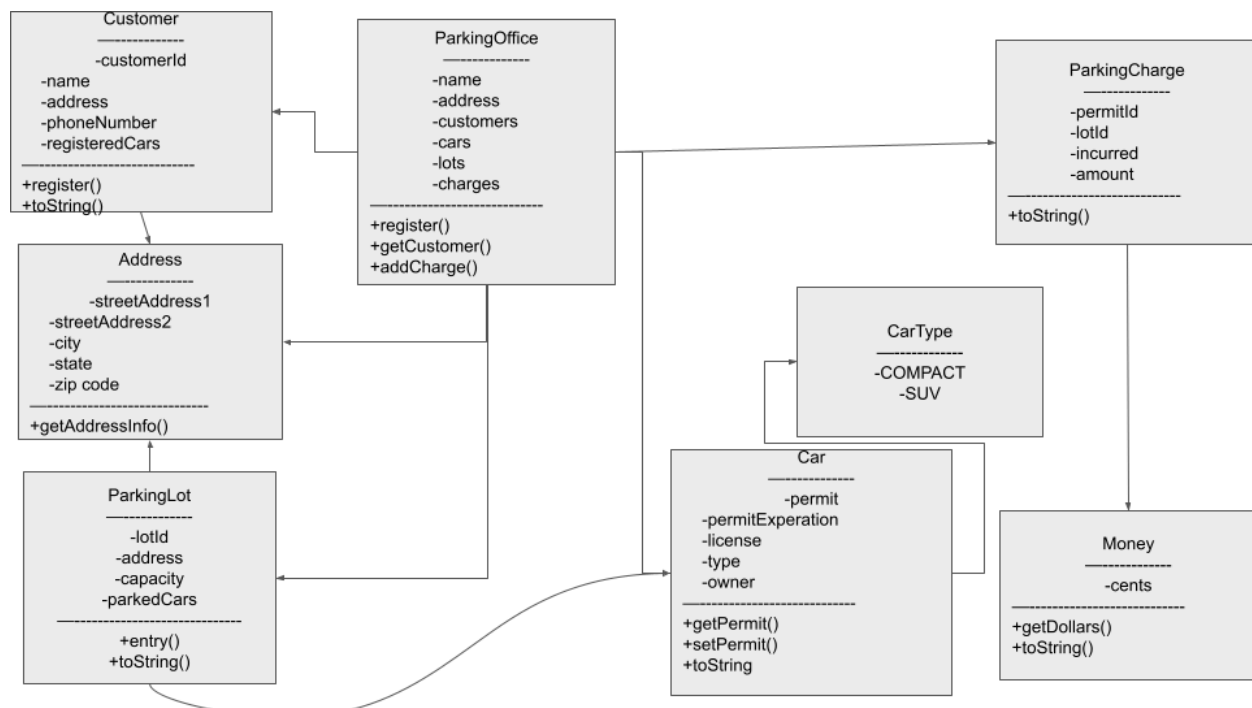 Customer
—-------------
-customerId
-name
-address
-phoneNumber
-registeredCars
—---------------------------
+register()
+toString()
ParkingOffice
—------------
-name
-address
-customers
-cars
-lots
-charges
—--------------------------
+register()
+getCustomer()
+addCharge()
ParkingCharge
—------------
-permitId
-lotId
-incurred
-amount
—--------------------------
+toString()
Address
—------------
-streetAddress1
-streetAddress2
-city
-state
-zip code
—---------------------------
+getAddressInfo()
CarType
—------------
-COMPACT
-SUV
ParkingLot
—------------
-lotId
-address
-capacity
-parkedCars
—---------------------------
+entry()
+toString()
Car
—------------
-permit
-permitExperation
-license
-type
-owner
—--------------------------
+getPermit()
+setPermit()
+toString
Money
—------------
-cents
—--------------------------
+getDollars()
+toString()